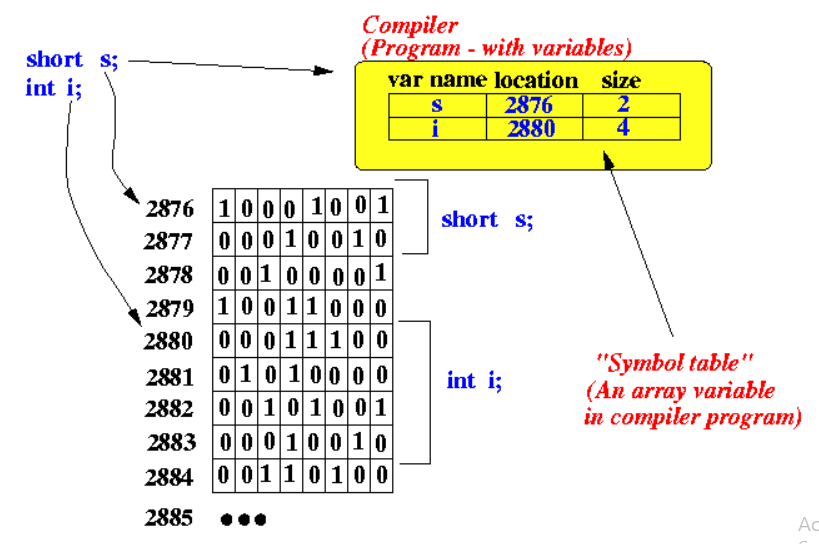 Compiler
(Program - with variables)
short s;
int i;
var name location size
s 2876 2
i 2880 4
2876 1 0 0 0 1 0 0 1
2877 0 0 0 1 0 0 1 0
short s;
2878 0 0 1 0 0 0 0 1
2879 1 0 0 1 1 0 0 0
2880 0 0 0 1 1 1 0 0
2881 0 1 0 1 0 0 0 0
int i;
2882 0 0 1 0 1 0 0 1
2883 0 0 0 1 0 0 1 0
2884 0 0 1 1 0 1 0 0
2885 •••
"Symbol table"
(An array variable
in compiler program)
Ac